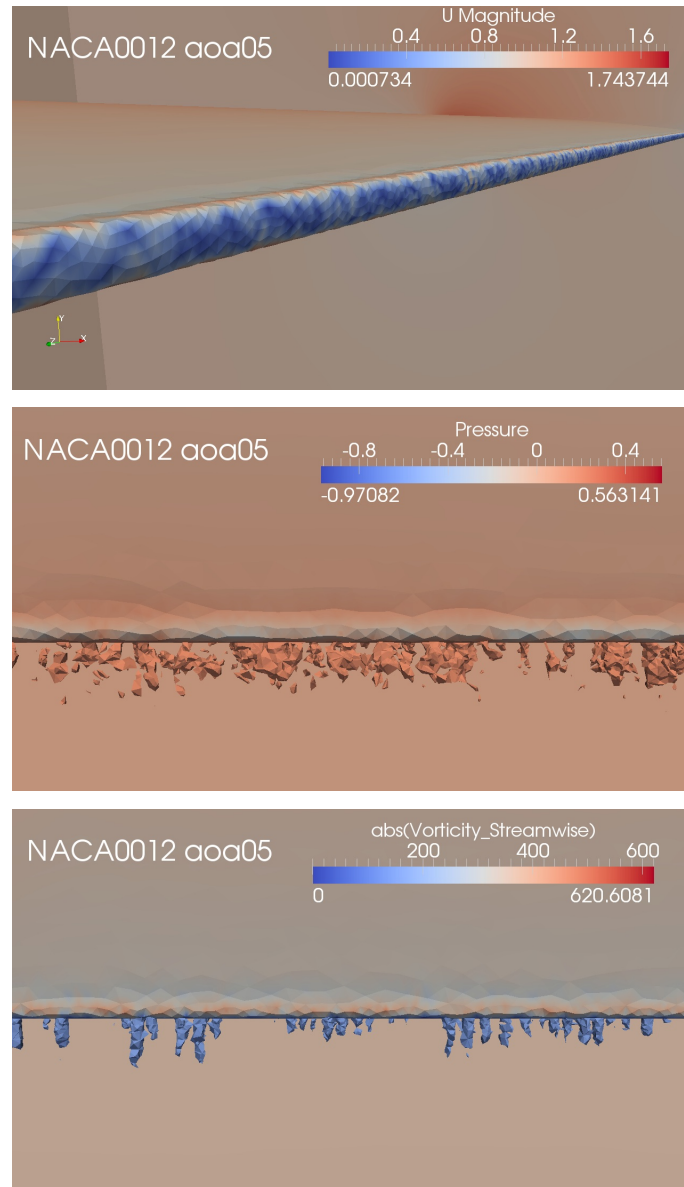 U Magnitude
NACA0012 aoa05
0.4 0.8 1.2 1.6
0.000734 1.743744
Y
Z X
Pressure
NACA0012 aoa05
-0.8 -0.4 0 0.4
-0.97082 0.563141
abs(Vorticity_Streamwise)
NACA0012 aoa05
200 400 600
0 620.6081